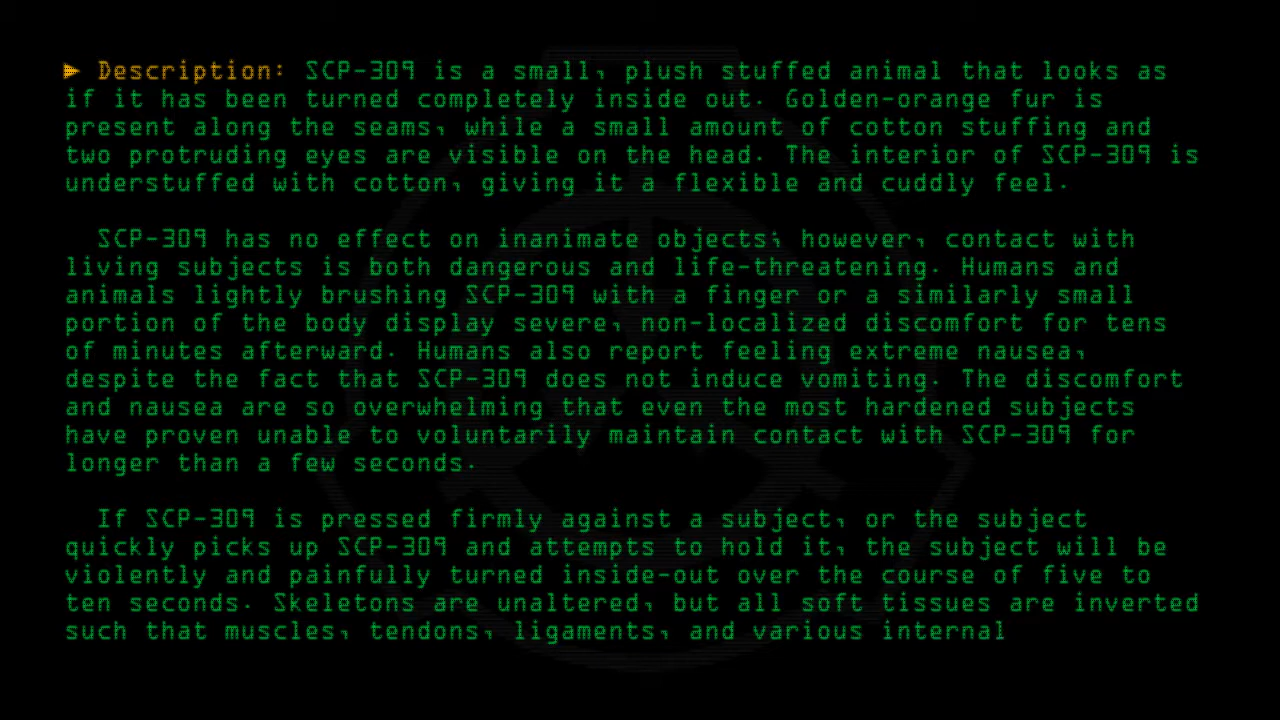 ► Description: SCP-309 is a small, plush stuffed animal that looks as
if it has been turned completely inside out. Golden-orange fur is
present along the seams, while a small amount of cotton stuffing and
two protruding eyes are visible on the head. The interior of SCP-309 is
understuffed with cotton, giving it a flexible and cuddly feel.
SCP-309 has no effect on inanimate objects; however, contact with
living subjects is both dangerous and life-threatening. Humans and
animals lightly brushing SCP-309 with a finger or a similarly small
portion of the body display severe, non-localized discomfort for tens
of minutes afterward. Humans also report feeling extreme nausea,
despite the fact that SCP-309 does not induce vomiting. The discomfort
and nausea are so overwhelming that even the most hardened subjects
have proven unable to voluntarily maintain contact with SCP-309 for
longer than a few seconds.
If SCP-309 is pressed firmly against a subject, or the subject
quickly picks up SCP-309 and attempts to hold it, the subject will be
violently and painfully turned inside-out over the course of five to
ten seconds. Skeletons are unaltered, but all soft tissues are inverted
such that muscles, tendons, ligaments, and various internal